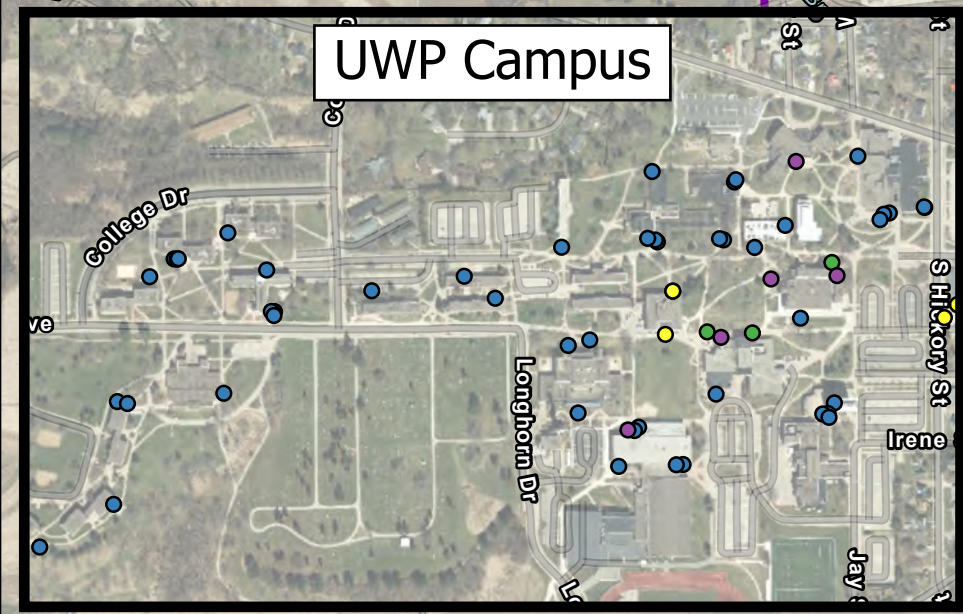 UWP Campus
St
College Dr
ve
S Hickory St
Longhorn Dr
Irene
Jay